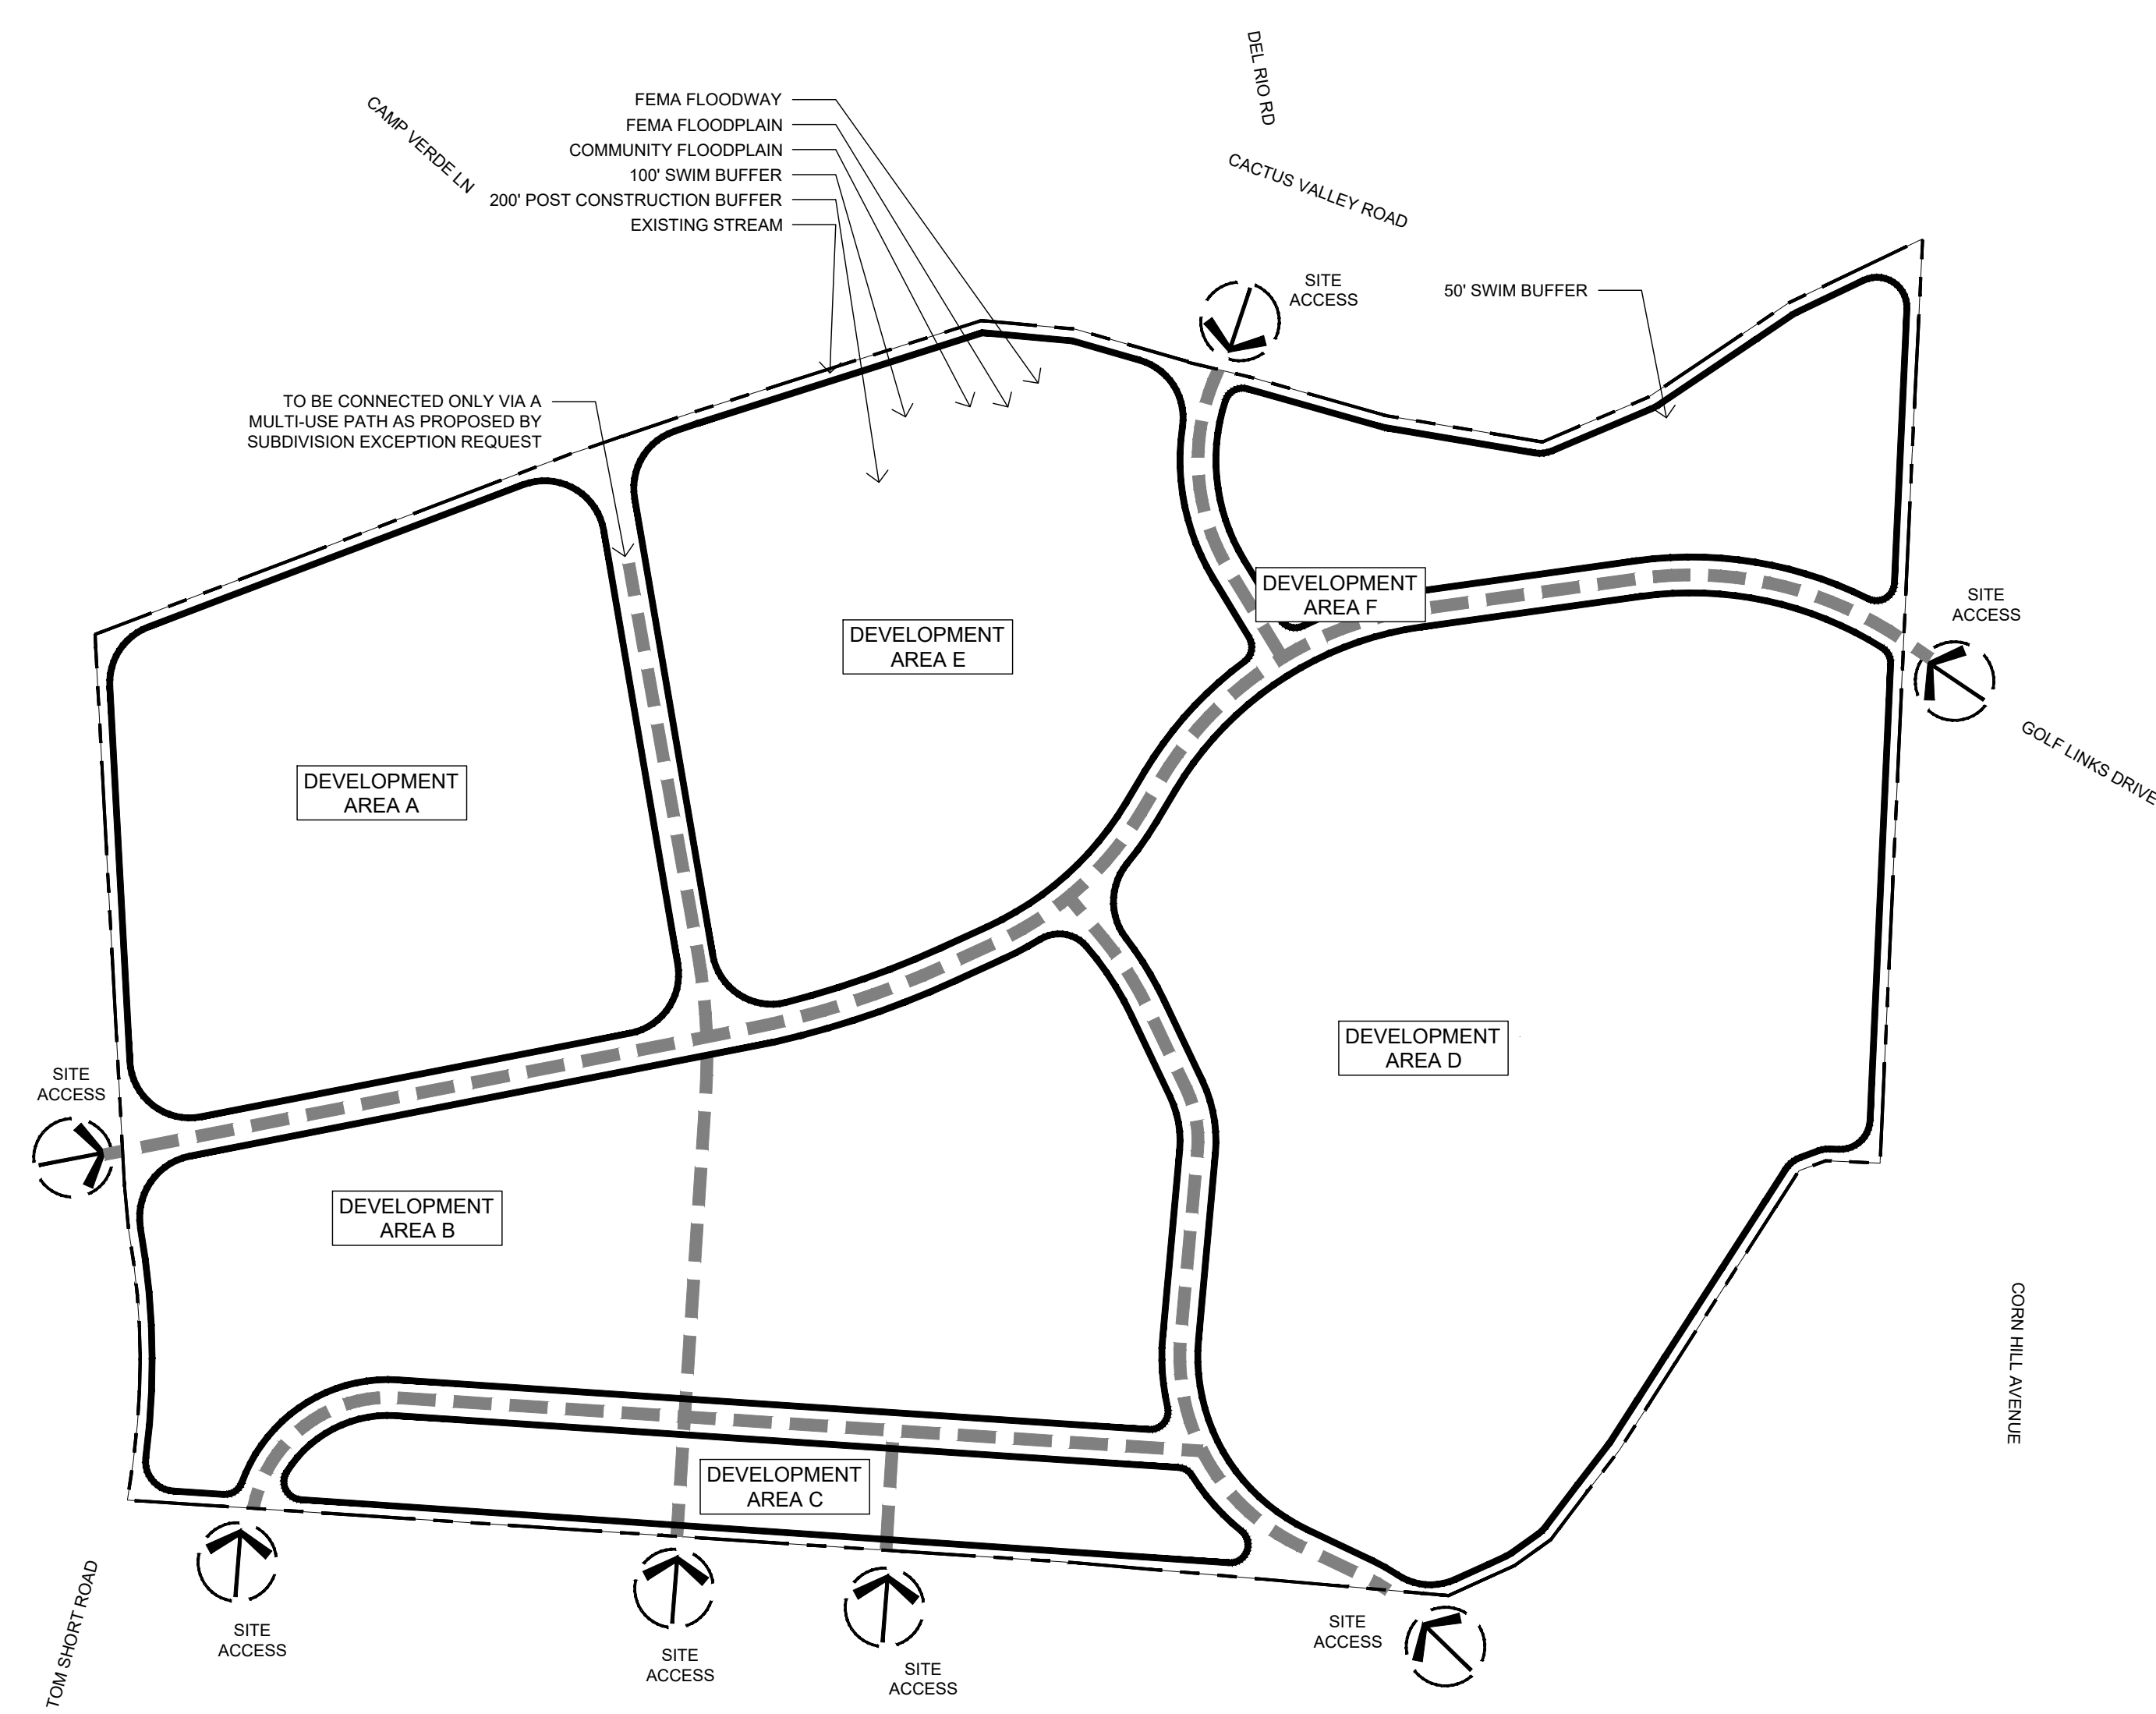 DEL RIO RD
CAMP VERDE LN
FEMA FLOODWAY
FEMA FLOODPLAIN
COMMUNITY FLOODPLAIN
100' SWIM BUFFER
200' POST CONSTRUCTION BUFFER
EXISTING STREAM
CACTUS VALLEY ROAD
SITE
ACCESS
50' SWIM BUFFER
TO BE CONNECTED ONLY VIA A
MULTI-USE PATH AS PROPOSED BY
SUBDIVISION EXCEPTION REQUEST
DEVELOPMENT
AREA F
SITE
ACCESS
DEVELOPMENT
AREA E
GOLF LINKS DRIVE
DEVELOPMENT
AREA A
DEVELOPMENT
AREA D
SITE
ACCESS
DEVELOPMENT
AREA B
CORN HILL AVENUE
DEVELOPMENT
AREA C
TOM SHORT ROAD
SITE
ACCESS
SITE
ACCESS
SITE
ACCESS
SITE
ACCESS